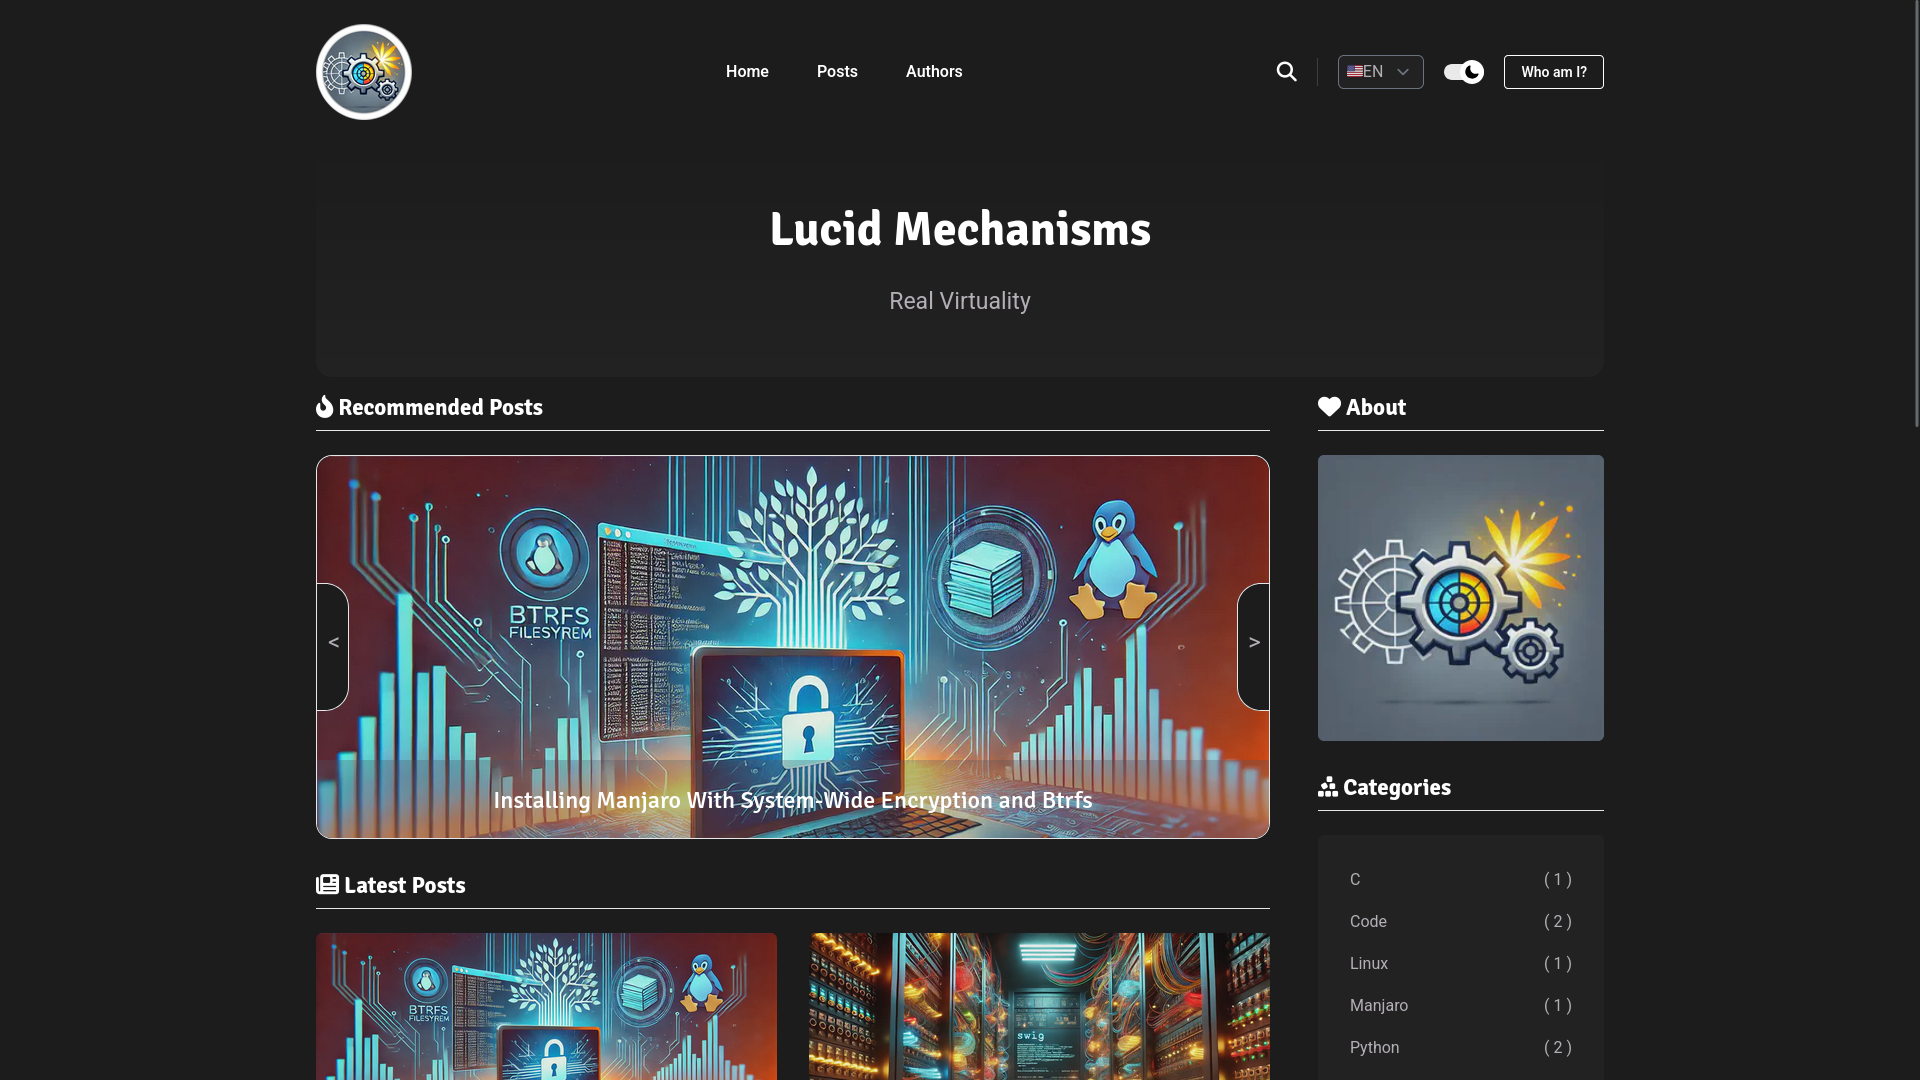 Home
Posts
Authors
EN
Who am I?
Lucid Mechanisms
Real Virtuality
Recommended Posts
BTRFS
FILESYREM
<
>
Installing Manjaro With System-Wide Encryption and Btrfs
Latest Posts
BTRFS
FILESYREM
swig
About
Categories
C ( 1 )
Code ( 2 )
Linux ( 1 )
Manjaro ( 1 )
Python ( 2 )